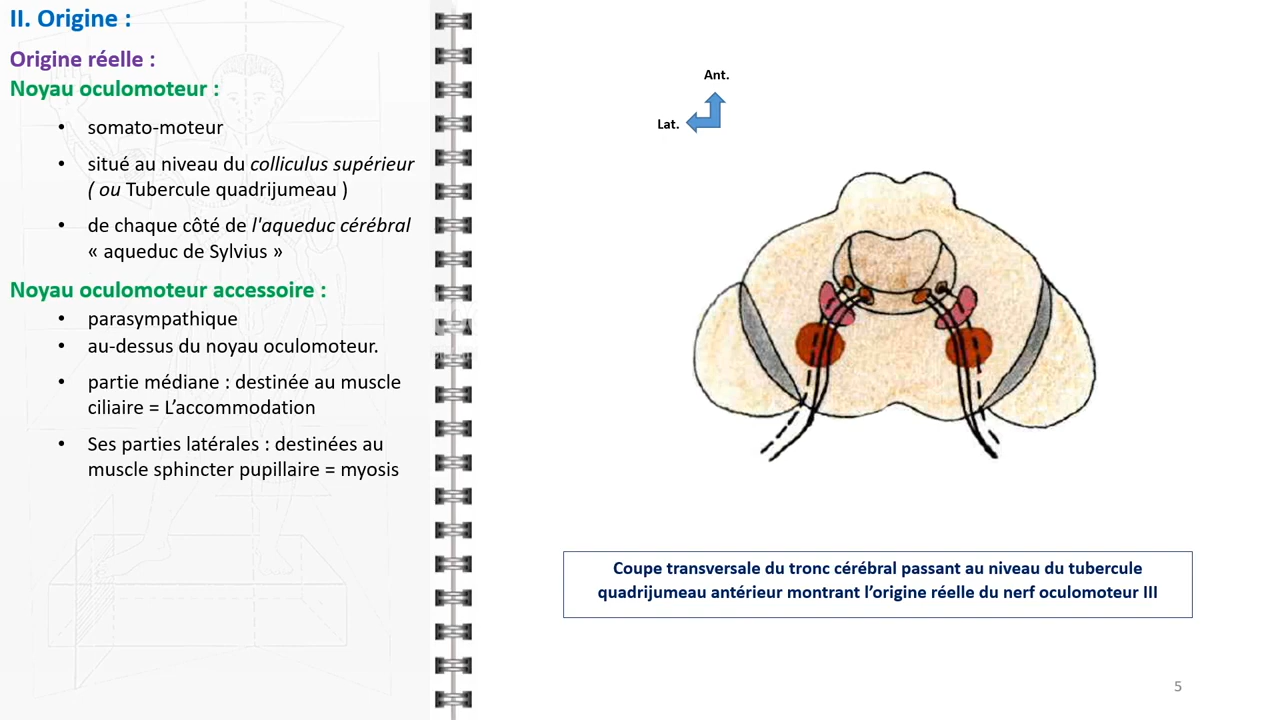 II. Origine :
Origine réelle :
Noyau oculomoteur :
• somato-moteur
• situé au niveau du colliculus supérieur
( ou Tubercule quadrijumeau )
• de chaque côté de l'aqueduc cérébral
« aqueduc de Sylvius »
Noyau oculomoteur accessoire :
• parasympathique
• au-dessus du noyau oculomoteur.
• partie médiane : destinée au muscle
ciliaire = L’accommodation
• Ses parties latérales : destinées au
muscle sphincter pupillaire = myosis
Ant.
Lat.
Coupe transversale du tronc cérébral passant au niveau du tubercule
quadrijumeau antérieur montrant l’origine réelle du nerf oculomoteur III
5